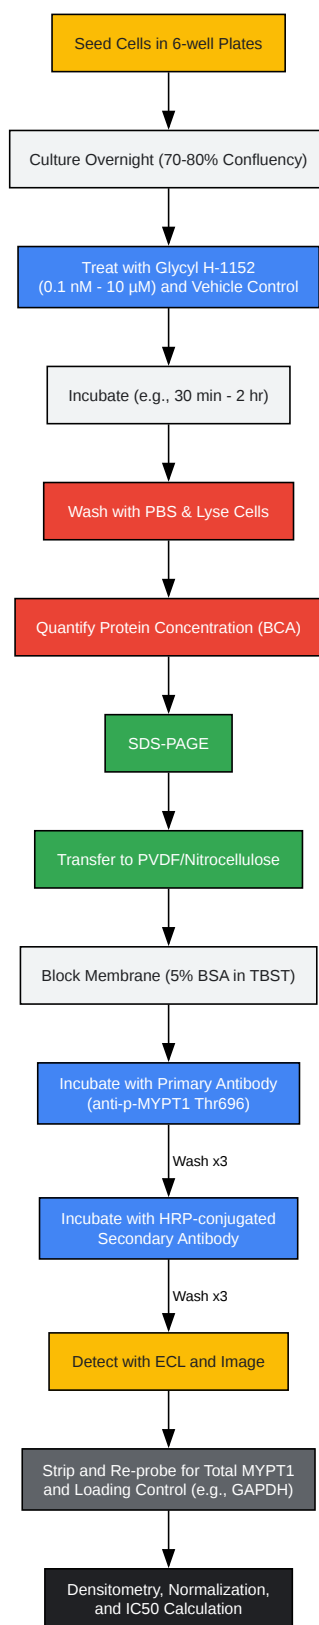 Seed Cells in 6-well Plates
Culture Overnight (70-80% Confluency)
Treat with Glycyl H-1152
(0.1 nM - 10 µM) and Vehicle Control
Incubate (e.g., 30 min - 2 hr)
Wash with PBS & Lyse Cells
Quantify Protein Concentration (BCA)
SDS-PAGE
Transfer to PVDF/Nitrocellulose
Block Membrane (5% BSA in TBST)
Incubate with Primary Antibody
(anti-p-MYPT1 Thr696)
Wash x3
Incubate with HRP-conjugated
Secondary Antibody
Wash x3
Detect with ECL and Image
Strip and Re-probe for Total MYPT1
and Loading Control (e.g., GAPDH)
Densitometry, Normalization,
and IC50 Calculation